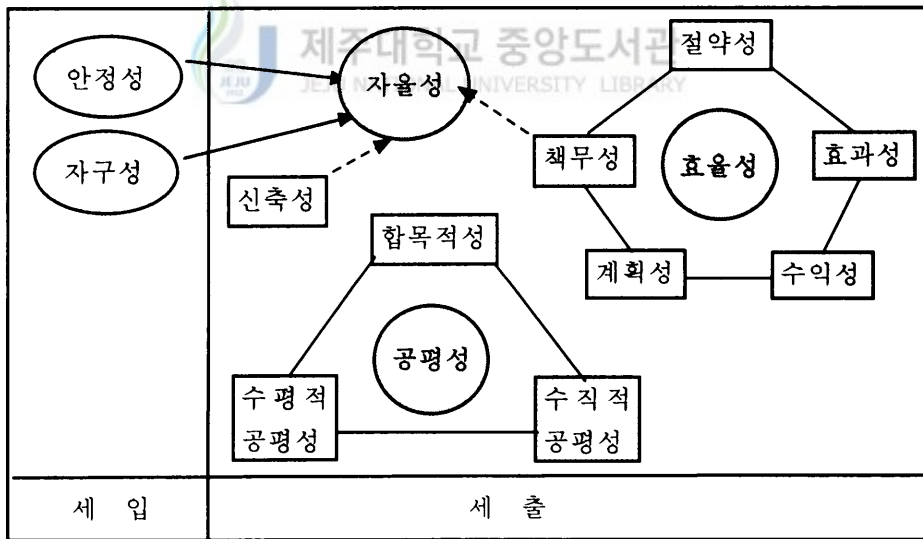 제주대학교 중앙도서관
JEJU NATIONAL UNIVERSITY LIBRARY
JEJU
1952
안정성
자율성
절약성
자구성
책무성
효율성
효과성
신축성
합목적성
계획성
수익성
공평성
수평적
공평성
수직적
공평성
세 입
세 출